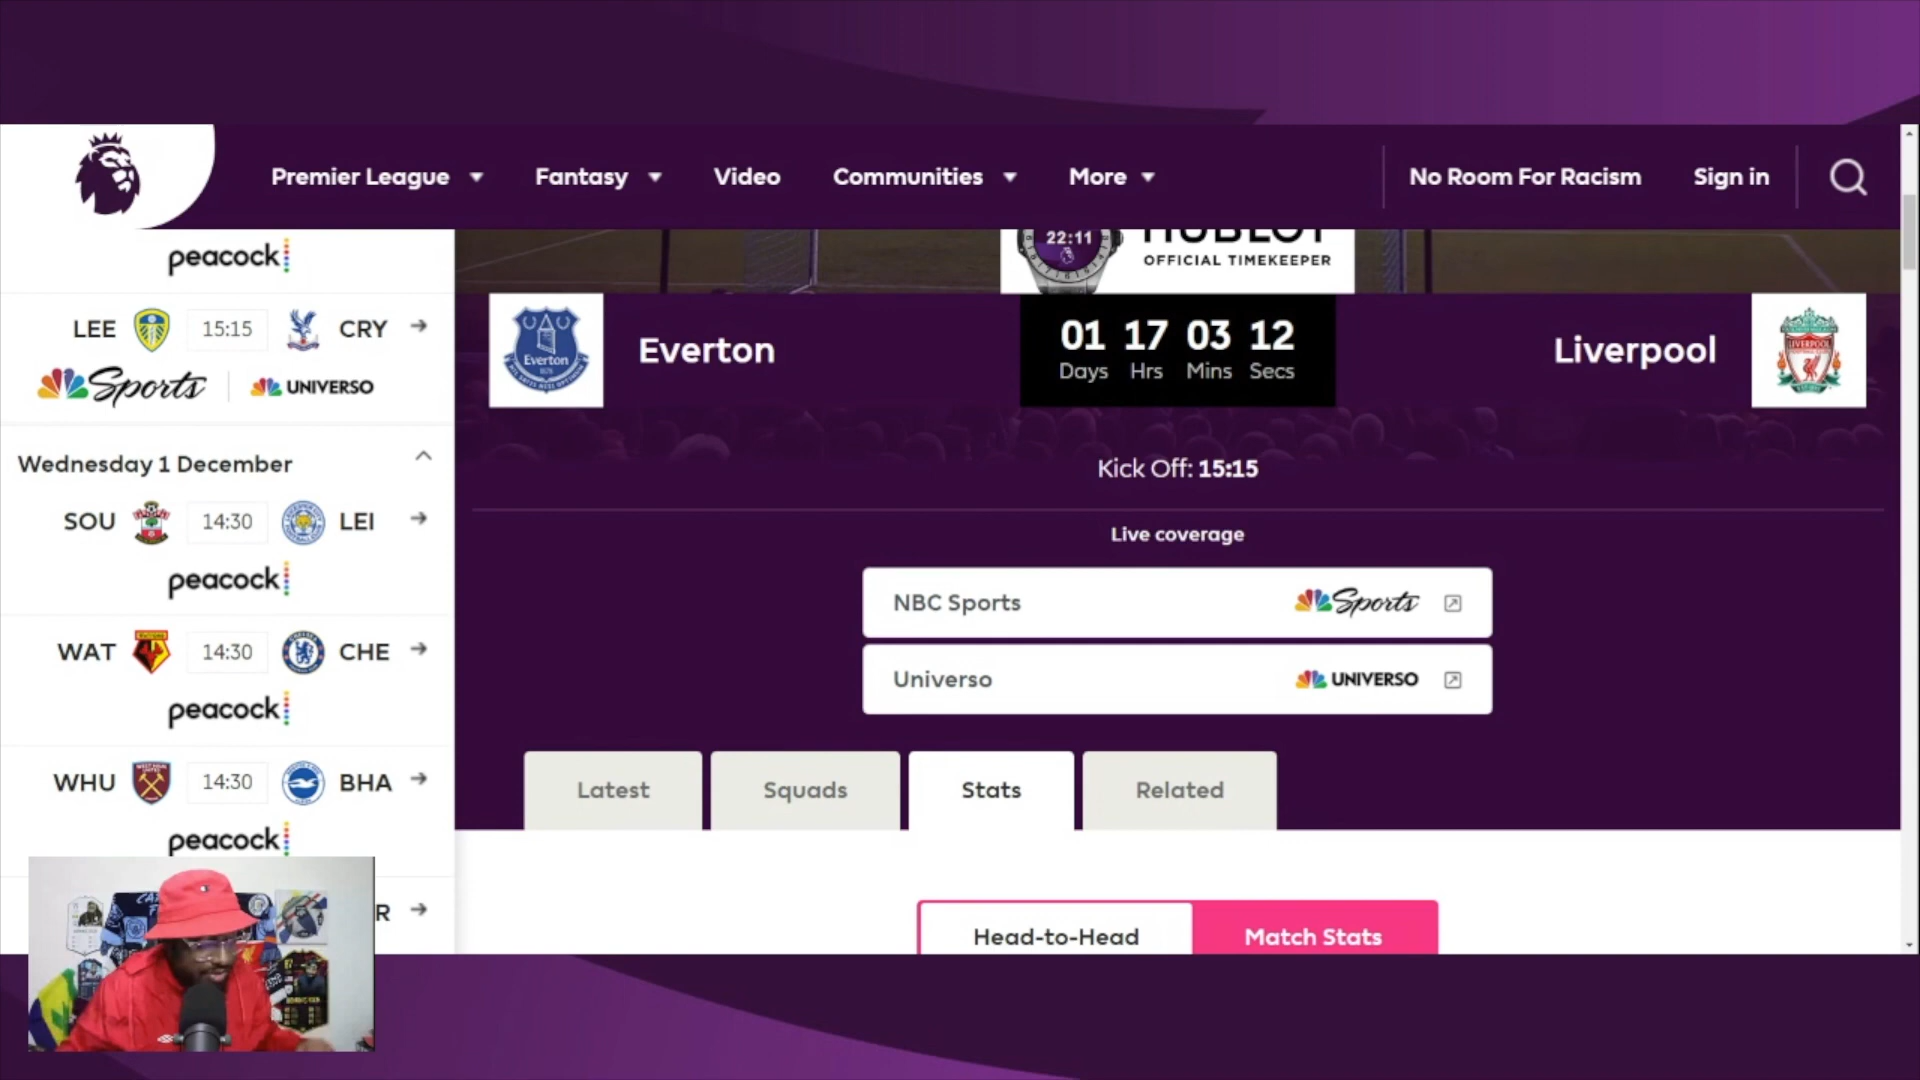 Premier League
Fantasy
Video
Communities
More
No Room For Racism
Sign in
peacock
LEE 15:15 CRY
Sports UNIVERSO
Wednesday 1 December
SOU 14:30 LEI
peacock
WAT 14:30 CHE
peacock
WHU 14:30 BHA
peacock
R
22:11
HUBLOT
OFFICIAL TIMEKEEPER
Everton
Everton
01 17 03 12
Days Hrs Mins Secs
Liverpool
Kick Off: 15:15
Live coverage
NBC Sports Sports
Universo UNIVERSO
Latest
Squads
Stats
Related
Head-to-Head
Match Stats